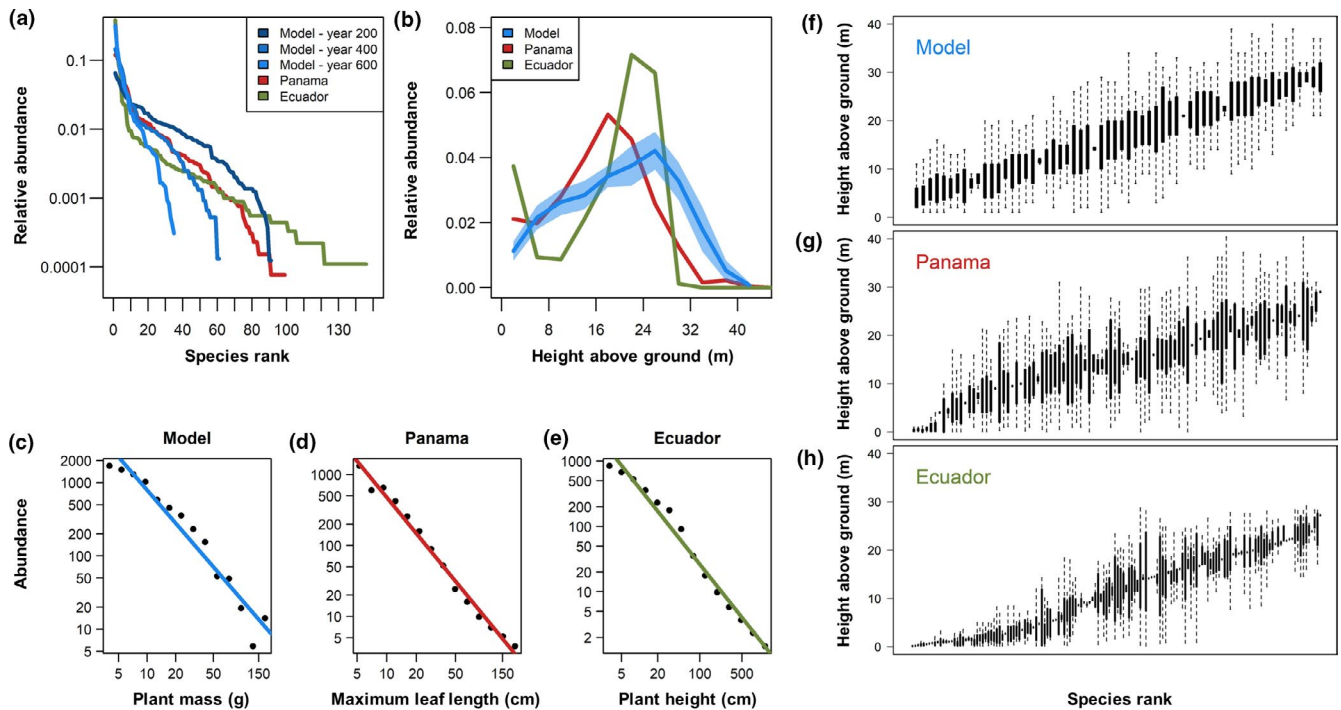 (a)
Relative abundance
0.1
0.01
0.001
0.0001
Model - year 200
Model - year 400
Model - year 600
Panama
Ecuador
0 20 40 60 80 100 130
Species rank
(b)
Relative abundance
0.08
0.06
0.04
0.02
0.00
Model
Panama
Ecuador
0 8 16 24 32 40
Height above ground (m)
(c)
Model
Abundance
2000
1000
500
200
100
50
20
10
5
5 10 20 50 150
Plant mass (g)
(d)
Panama
1000
500
200
100
50
20
10
5
5 10 20 50 150
Maximum leaf length (cm)
(e)
Ecuador
1000
500
200
100
50
20
10
5
2
5 20 100 500
Plant height (cm)
(f)
Height above ground (m)
40
30
20
10
0
Model
(g)
Height above ground (m)
40
30
20
10
0
Panama
(h)
Height above ground (m)
40
30
20
10
0
Ecuador
Species rank